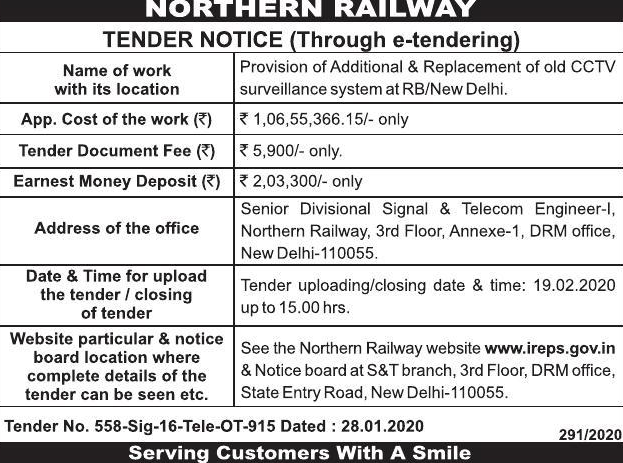 NORTHERN RAILWAY
TENDER NOTICE (Through e-tendering)
Name of work
with its location
Provision of Additional & Replacement of old CCTV
surveillance system at RB/New Delhi.
App. Cost of the work (₹)
₹ 1,06,55,366.15/- only
Tender Document Fee (₹)
₹ 5,900/- only.
Earnest Money Deposit (₹)
₹ 2,03,300/- only
Address of the office
Senior Divisional Signal & Telecom Engineer-I,
Northern Railway, 3rd Floor, Annexe-1, DRM office,
New Delhi-110055.
Date & Time for upload
the tender / closing
of tender
Tender uploading/closing date & time: 19.02.2020
up to 15.00 hrs.
Website particular & notice
board location where
complete details of the
tender can be seen etc.
See the Northern Railway website www.ireps.gov.in
& Notice board at S&T branch, 3rd Floor, DRM office,
State Entry Road, New Delhi-110055.
Tender No. 558-Sig-16-Tele-OT-915 Dated : 28.01.2020
291/2020
Serving Customers With A Smile